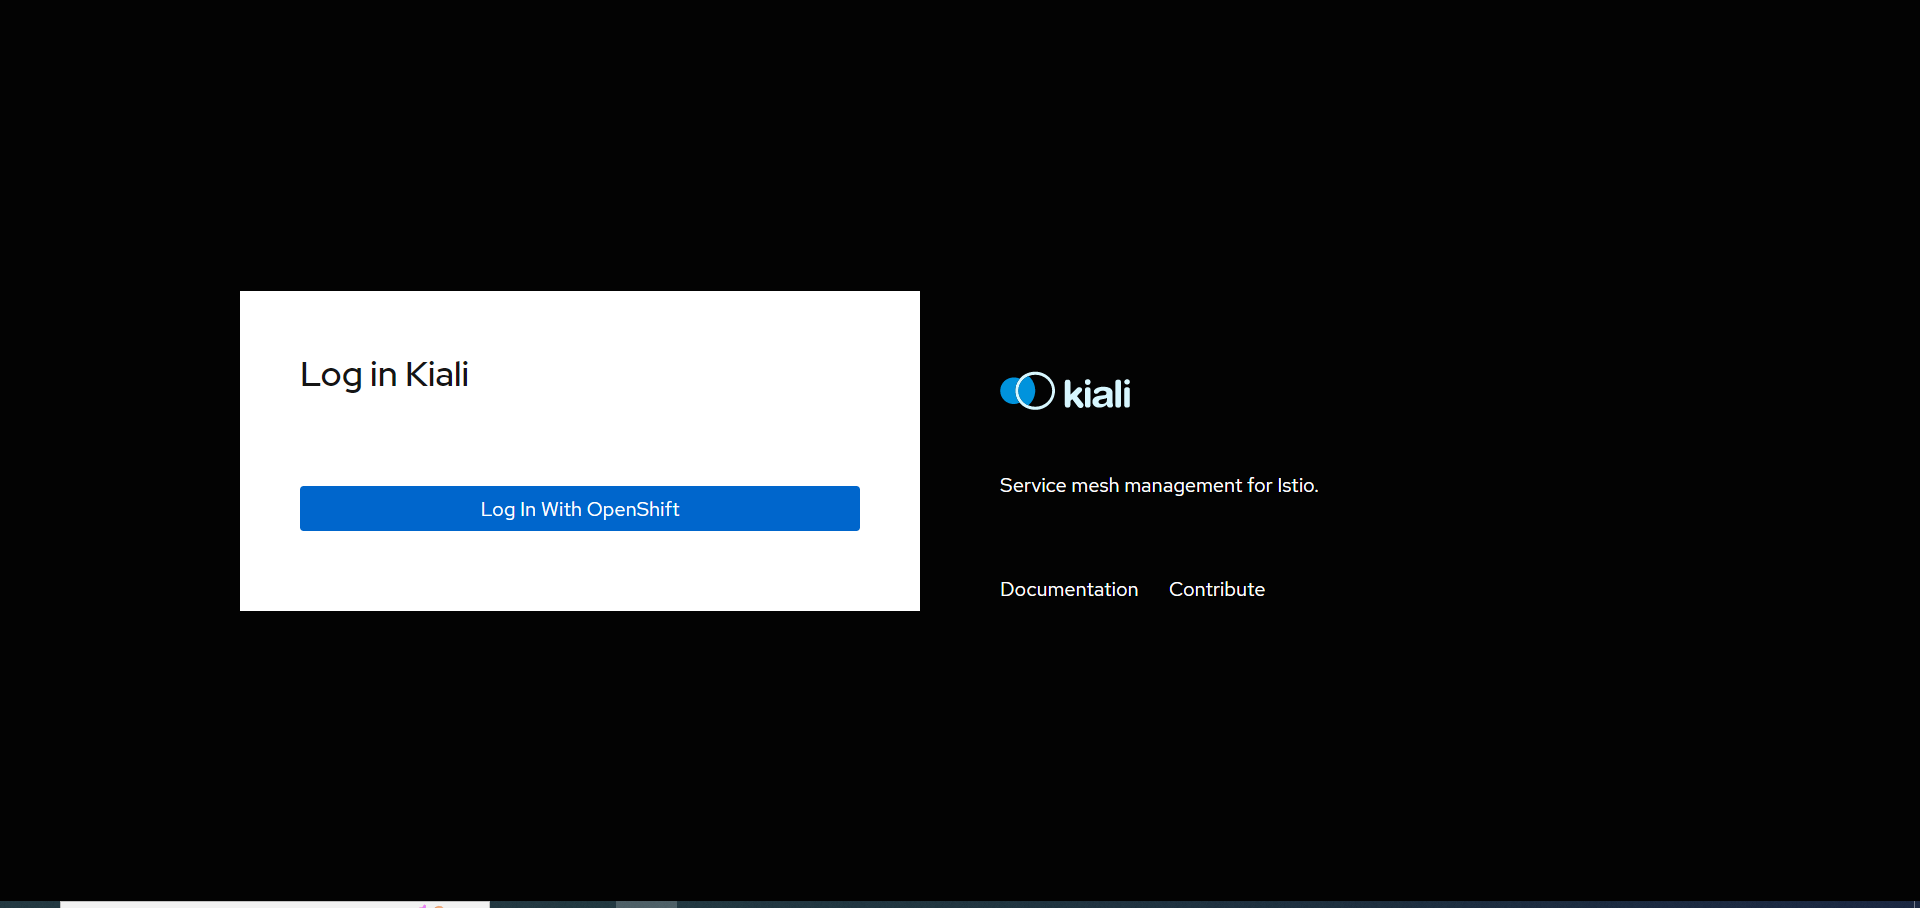 Log in Kiali
Log In With OpenShift
kiali
Service mesh management for Istio.
Documentation Contribute